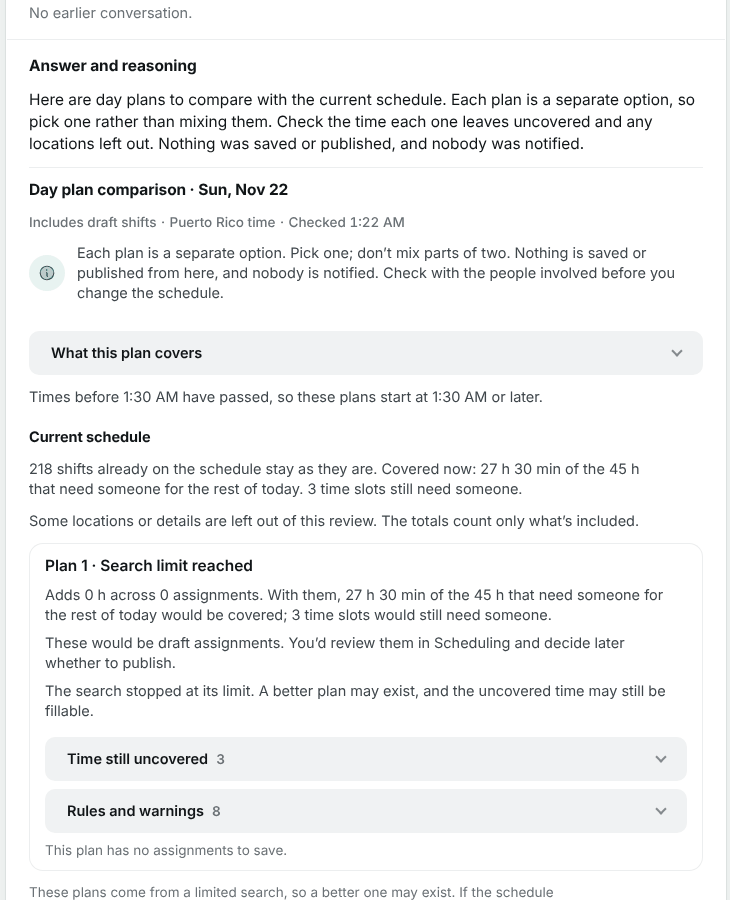 No earlier conversation.
Answer and reasoning
Here are day plans to compare with the current schedule. Each plan is a separate option, so
pick one rather than mixing them. Check the time each one leaves uncovered and any
locations left out. Nothing was saved or published, and nobody was notified.
Day plan comparison · Sun, Nov 22
Includes draft shifts · Puerto Rico time · Checked 1:22 AM
Each plan is a separate option. Pick one; don’t mix parts of two. Nothing is saved or
published from here, and nobody is notified. Check with the people involved before you
change the schedule.
What this plan covers
Times before 1:30 AM have passed, so these plans start at 1:30 AM or later.
Current schedule
218 shifts already on the schedule stay as they are. Covered now: 27 h 30 min of the 45 h
that need someone for the rest of today. 3 time slots still need someone.
Some locations or details are left out of this review. The totals count only what’s included.
Plan 1 · Search limit reached
Adds 0 h across 0 assignments. With them, 27 h 30 min of the 45 h that need someone for
the rest of today would be covered; 3 time slots would still need someone.
These would be draft assignments. You’d review them in Scheduling and decide later
whether to publish.
The search stopped at its limit. A better plan may exist, and the uncovered time may still be
fillable.
Time still uncovered 3
Rules and warnings 8
This plan has no assignments to save.
These plans come from a limited search, so a better one may exist. If the schedule